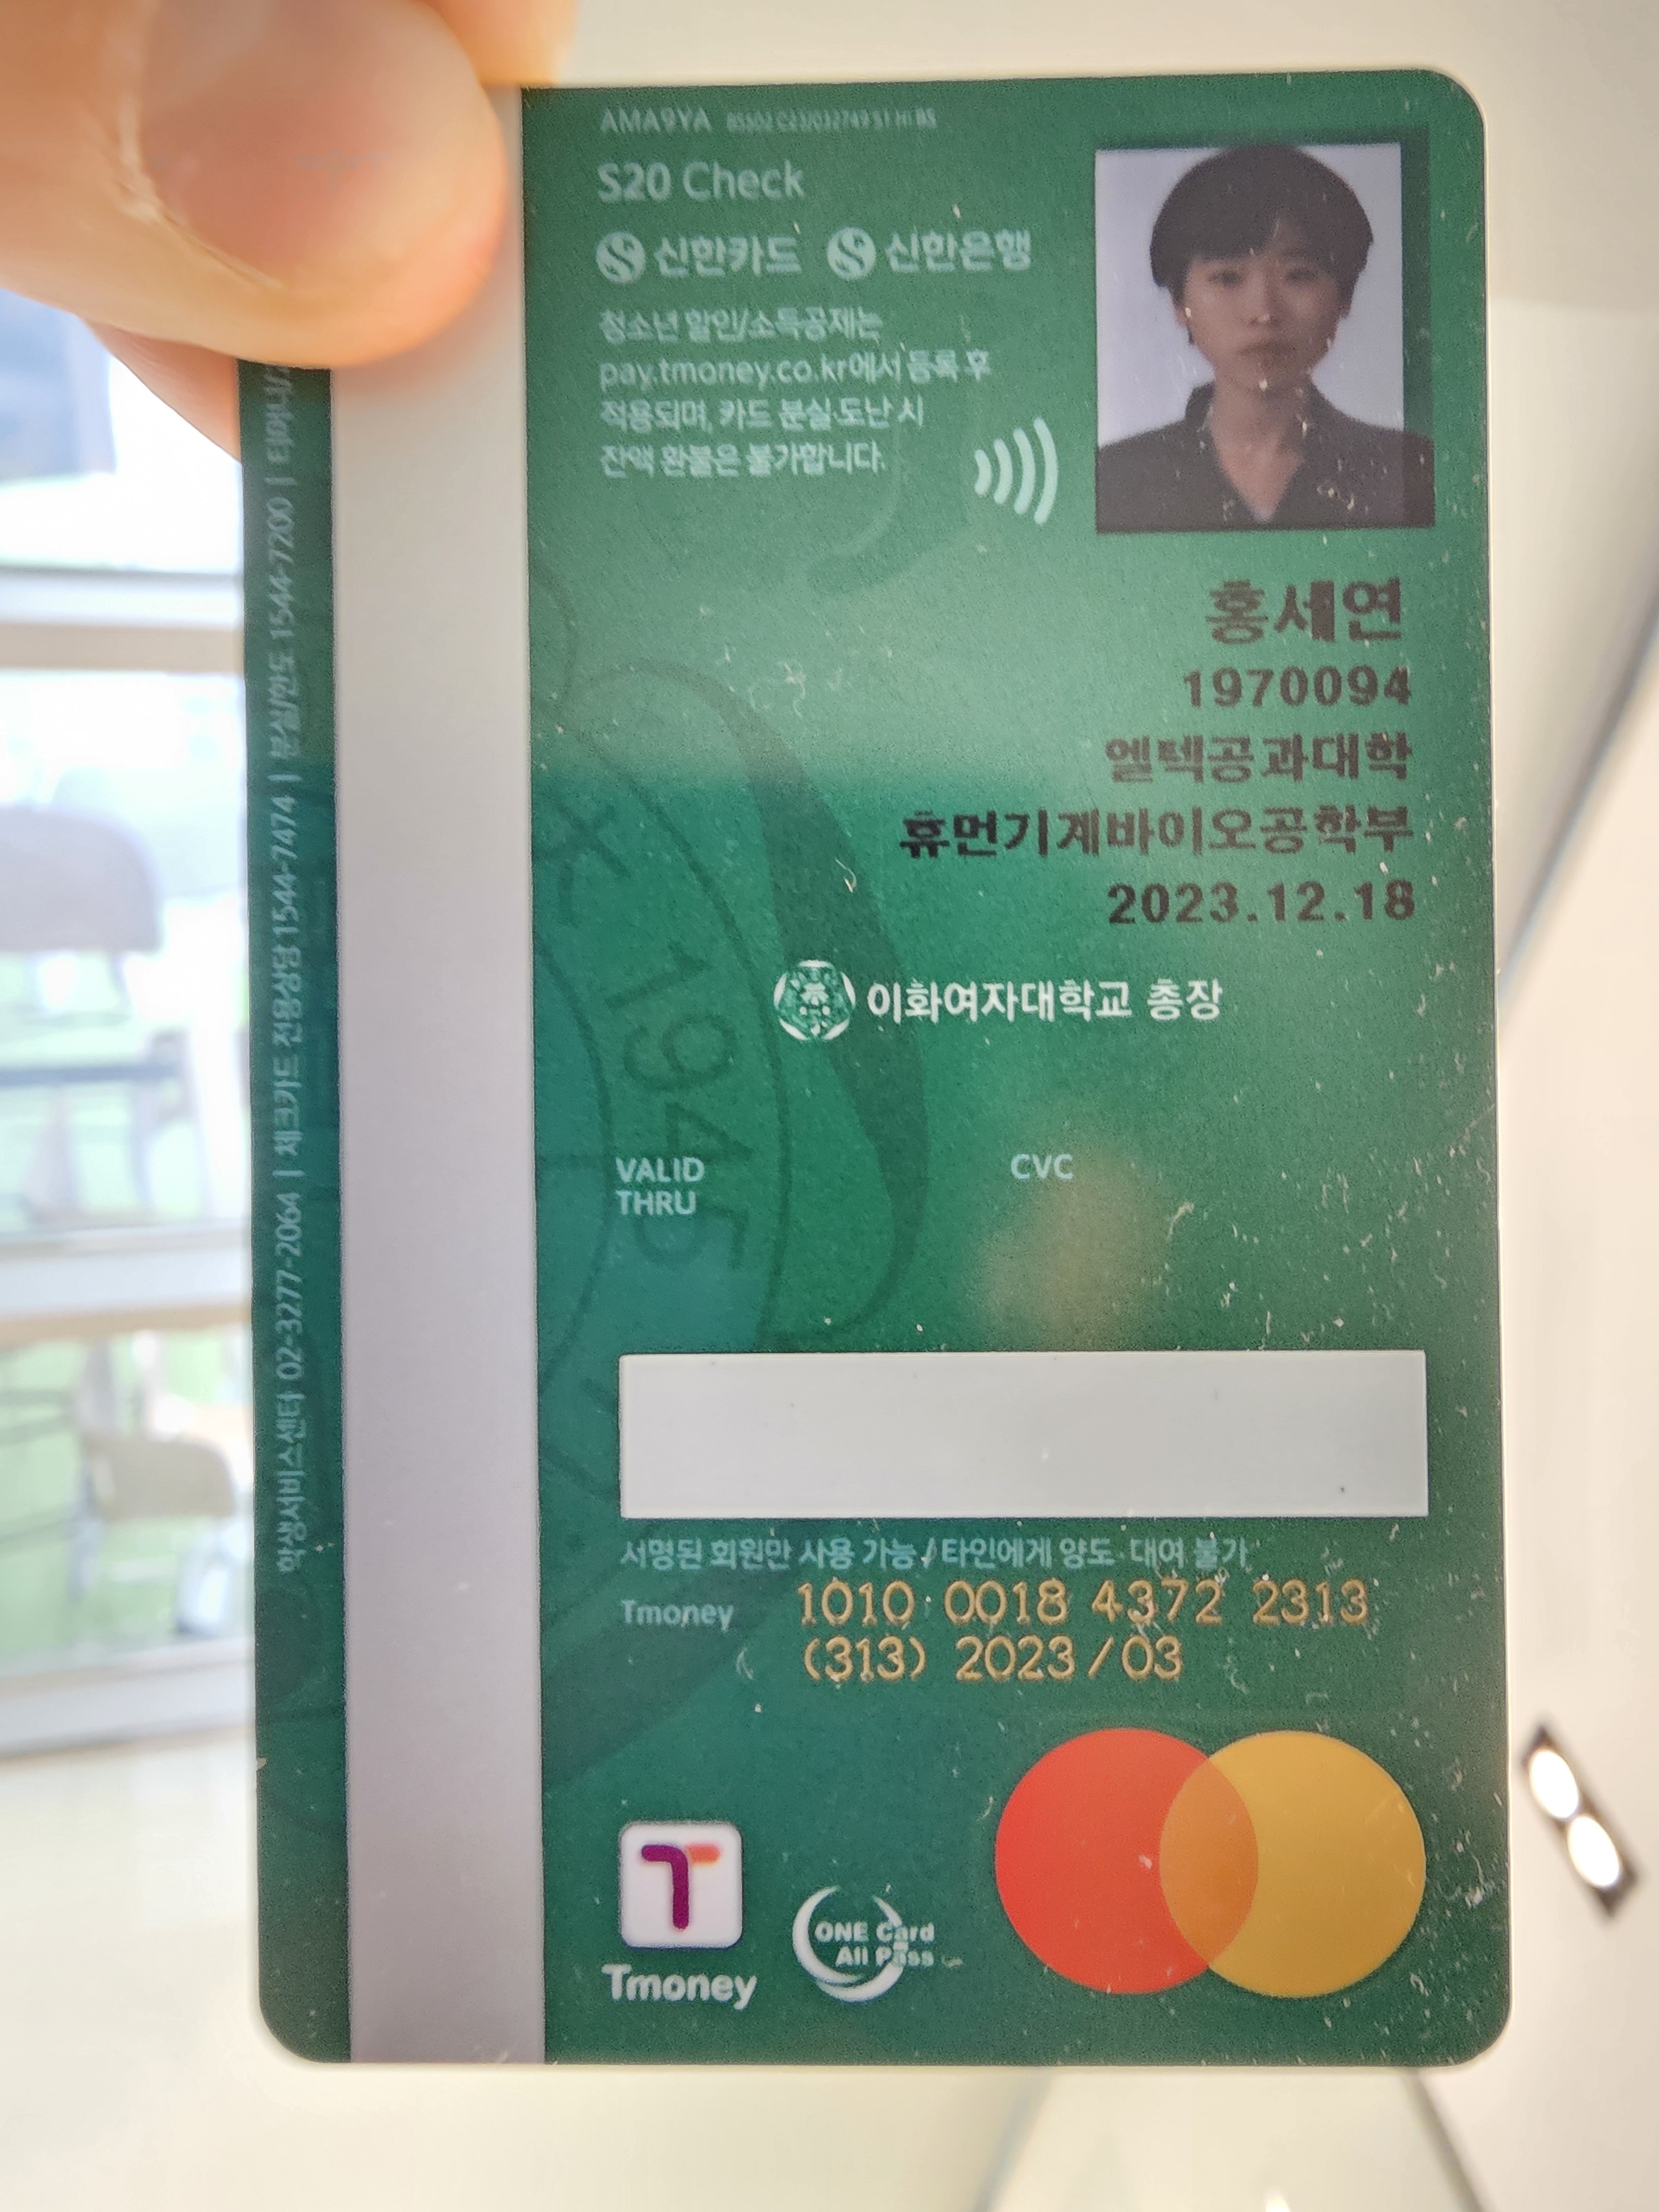 AMA9YA
S20 Check
신한카드 신한은행
청소년 할인/소득공제는
pay.tmoney.co.kr에서 등록 후
적용되며, 카드 분실·도난 시
잔액 환불은 불가합니다.
홍세연
1970094
엘텍공과대학
휴먼기계바이오공학부
2023.12.18
이화여자대학교 총장
1945
VALID
THRU
CVC
서명된 회원만 사용 가능 / 타인에게 양도·대여 불가
Tmoney 1010 0018 4372 2313
(313) 2023/03
Tmoney
ONE Card
All Pass
학생서비스센터 02-3277-2064 | 체크카드 전용상담 1544-7474 | 분실/한도 1544-7200 | 티머니